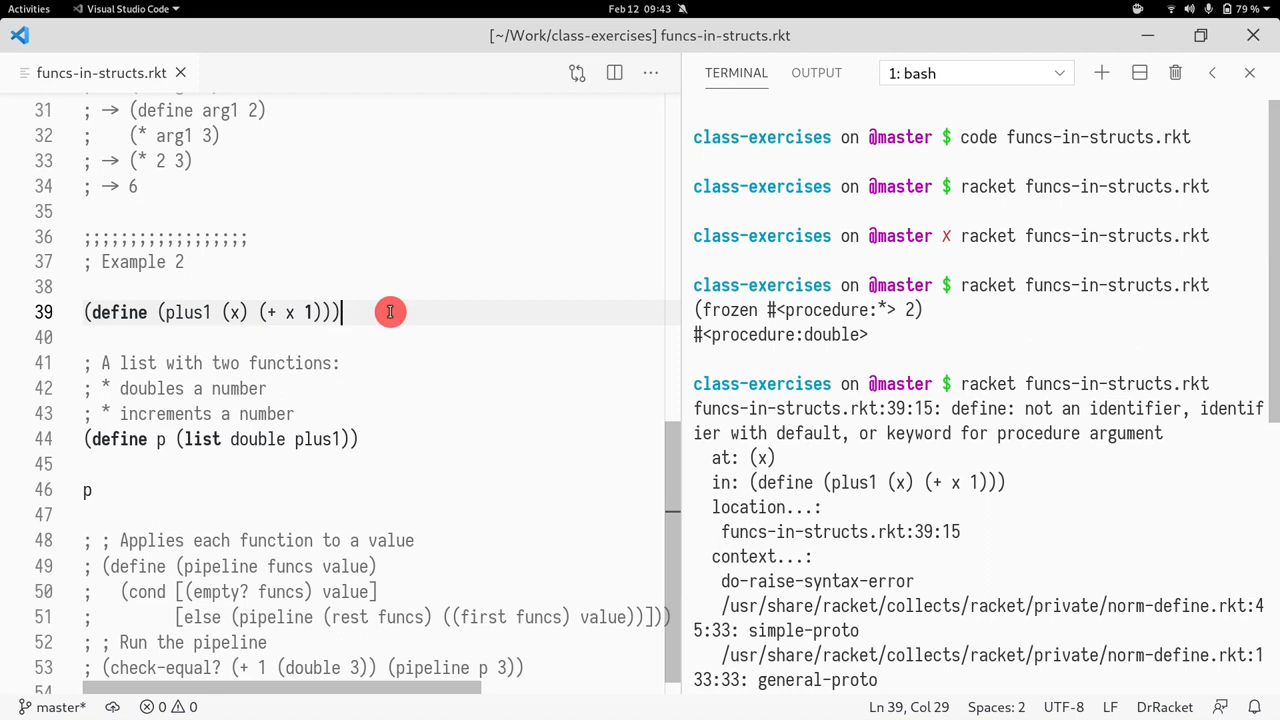 Activities Visual Studio Code Feb 12 09:43 79 %
[~/Work/class-exercises] funcs-in-structs.rkt
funcs-in-structs.rkt
31 ; → (define arg1 2)
32 ;    (* arg1 3)
33 ; → (* 2 3)
34 ; → 6
35
36 ;;;;;;;;;;;;;;;;;;
37 ; Example 2
38
39 (define (plus1 (x) (+ x 1)))
40
41 ; A list with two functions:
42 ; * doubles a number
43 ; * increments a number
44 (define p (list double plus1))
45
46 p
47
48 ; ; Applies each function to a value
49 ; (define (pipeline funcs value)
50 ;   (cond [(empty? funcs) value]
51 ;         [else (pipeline (rest funcs) ((first funcs) value))]))
52 ; ; Run the pipeline
53 ; (check-equal? (+ 1 (double 3)) (pipeline p 3))
54
TERMINAL OUTPUT 1: bash
class-exercises on @master $ code funcs-in-structs.rkt
class-exercises on @master $ racket funcs-in-structs.rkt
class-exercises on @master ✗ racket funcs-in-structs.rkt
class-exercises on @master $ racket funcs-in-structs.rkt
(frozen #<procedure:*> 2)
#<procedure:double>
class-exercises on @master $ racket funcs-in-structs.rkt
funcs-in-structs.rkt:39:15: define: not an identifier, identif
ier with default, or keyword for procedure argument
  at: (x)
  in: (define (plus1 (x) (+ x 1)))
  location...:
   funcs-in-structs.rkt:39:15
  context...:
   do-raise-syntax-error
   /usr/share/racket/collects/racket/private/norm-define.rkt:4
5:33: simple-proto
   /usr/share/racket/collects/racket/private/norm-define.rkt:1
33:33: general-proto
master* 0 0 Ln 39, Col 29 Spaces: 2 UTF-8 LF DrRacket